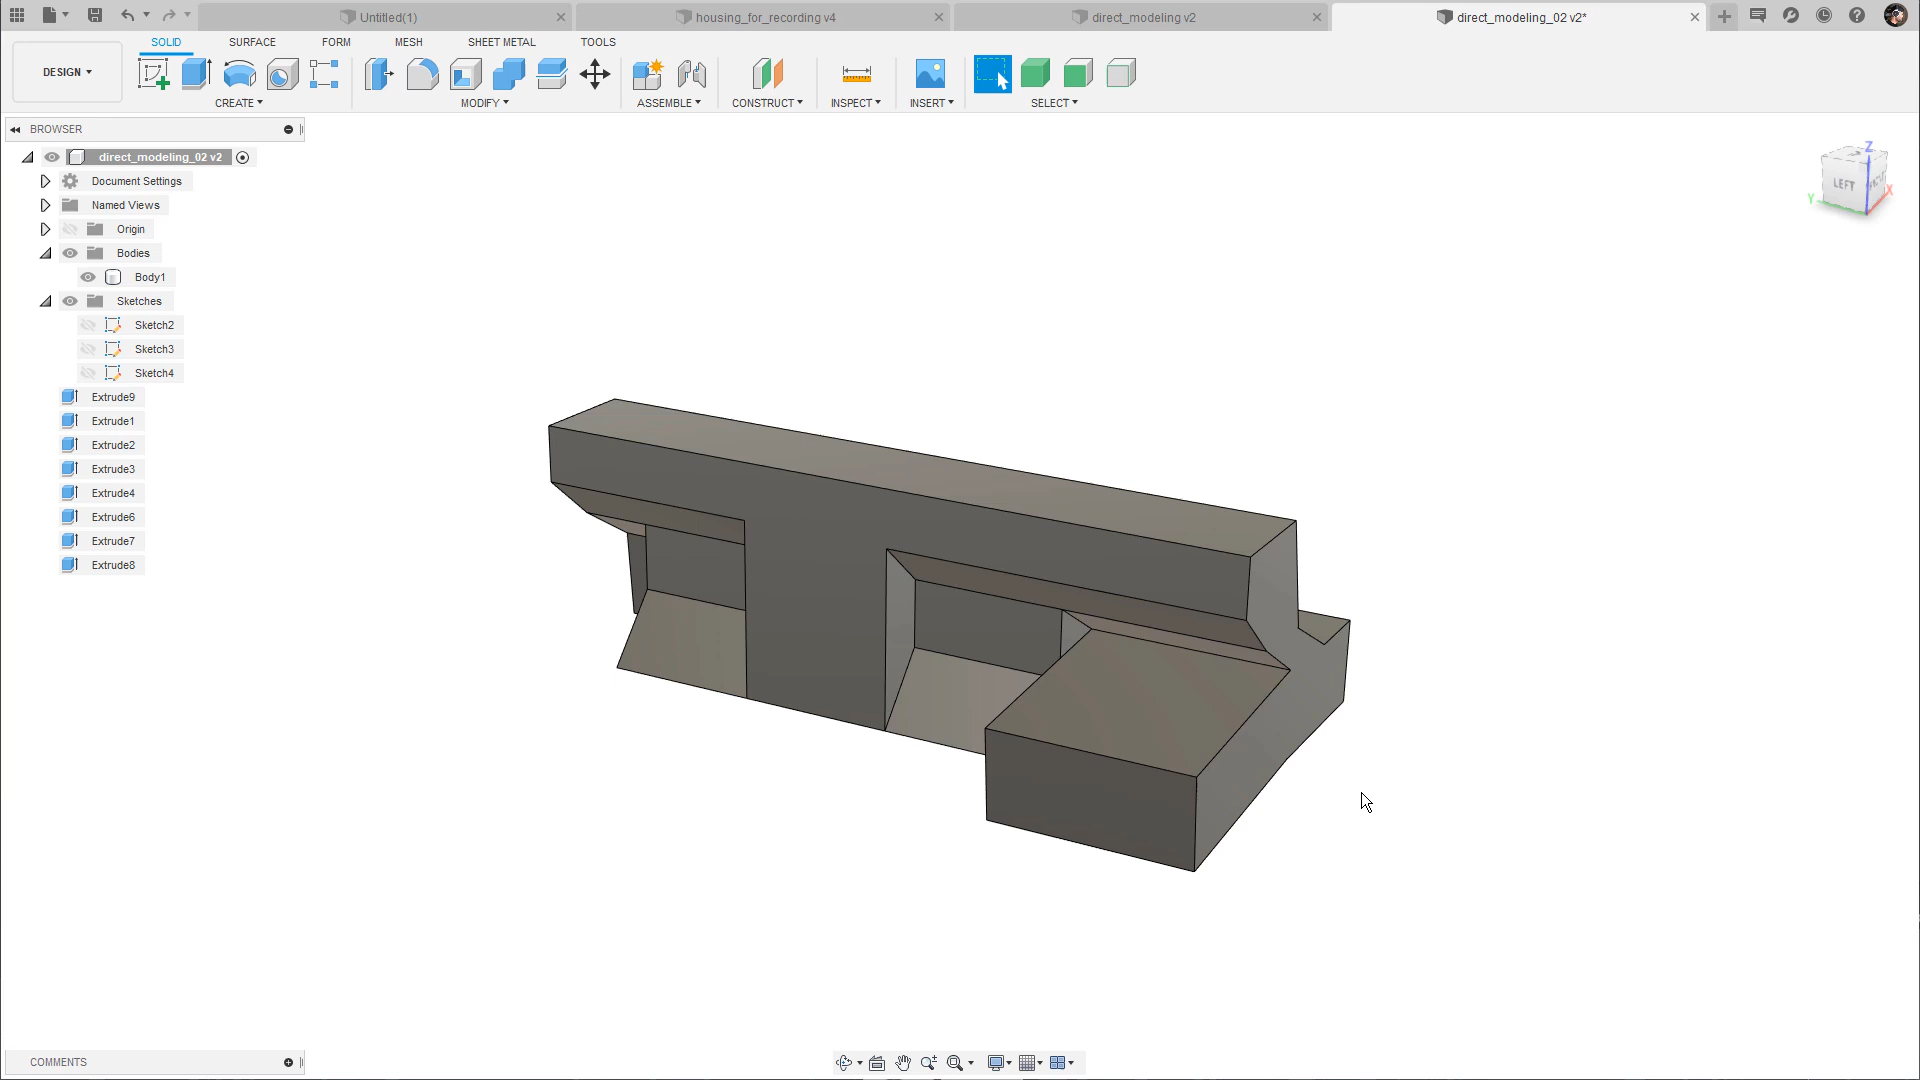 Untitled(1)
housing_for_recording v4
direct_modeling v2
direct_modeling_02 v2*
SOLID
SURFACE
FORM
MESH
SHEET METAL
TOOLS
DESIGN
CREATE
MODIFY
ASSEMBLE
CONSTRUCT
INSPECT
INSERT
SELECT
BROWSER
direct_modeling_02 v2
Document Settings
Named Views
Origin
Bodies
Body1
Sketches
Sketch2
Sketch3
Sketch4
Extrude9
Extrude1
Extrude2
Extrude3
Extrude4
Extrude6
Extrude7
Extrude8
Z
LEFT
Y
X
COMMENTS